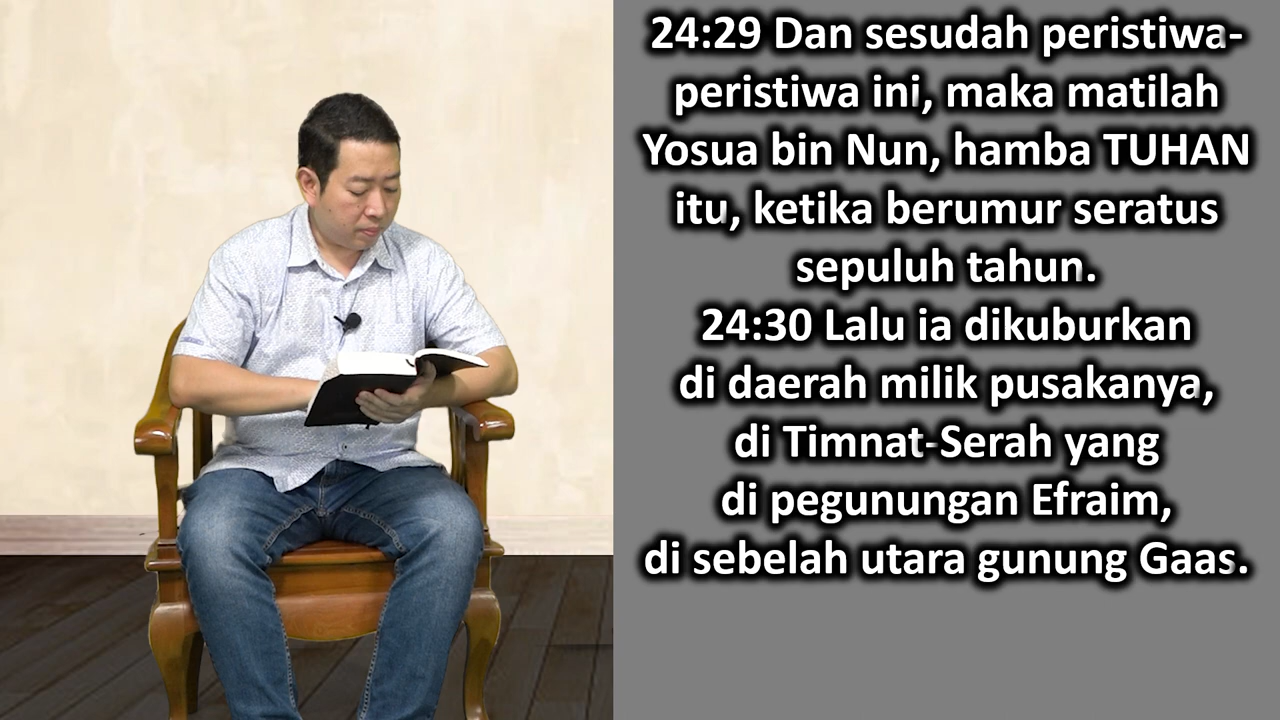 24:29 Dan sesudah peristiwa-
peristiwa ini, maka matilah
Yosua bin Nun, hamba TUHAN
itu, ketika berumur seratus
sepuluh tahun.
24:30 Lalu ia dikuburkan
di daerah milik pusakanya,
di Timnat-Serah yang
di pegunungan Efraim,
di sebelah utara gunung Gaas.